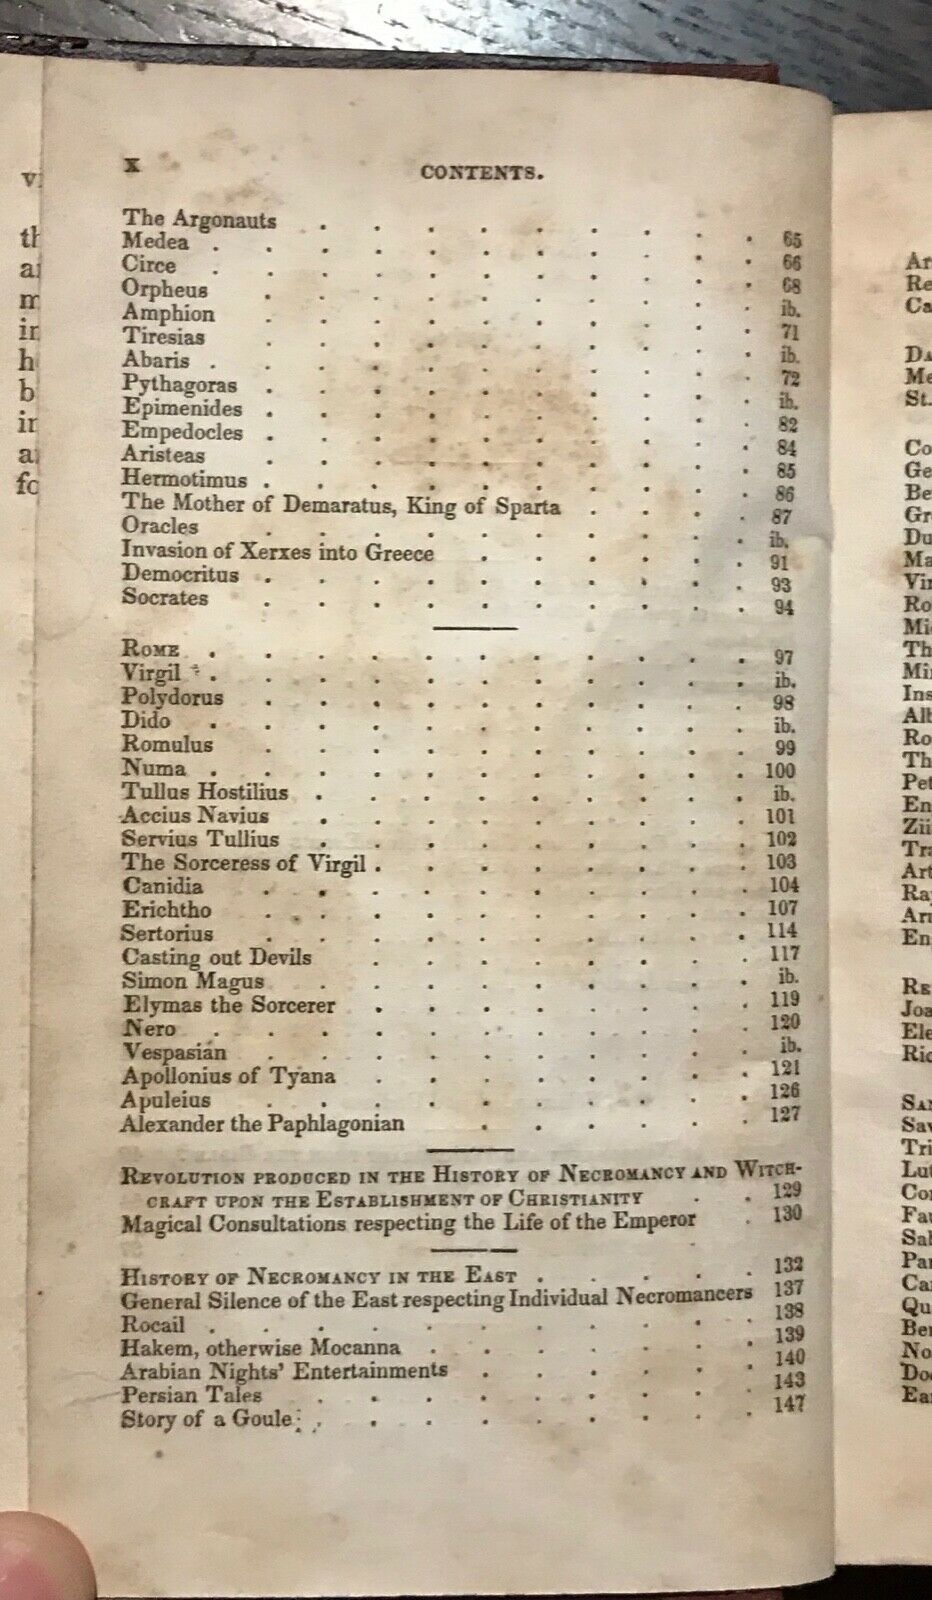 X CONTENTS.
The Argonauts . . . . . . . . . 65
Medea . . . . . . . . . . . 66
Circe . . . . . . . . . . . 68
Orpheus . . . . . . . . . . ib.
Amphion . . . . . . . . . . 71
Tiresias . . . . . . . . . . ib.
Abaris . . . . . . . . . . . 72
Pythagoras . . . . . . . . . . ib.
Epimenides . . . . . . . . . . 82
Empedocles . . . . . . . . . . 84
Aristeas . . . . . . . . . . 85
Hermotimus . . . . . . . . . . 86
The Mother of Demaratus, King of Sparta . . . . 87
Oracles . . . . . . . . . . ib.
Invasion of Xerxes into Greece . . . . . . 91
Democritus . . . . . . . . . . 93
Socrates . . . . . . . . . . 94
ROME . . . . . . . . . . . 97
Virgil . . . . . . . . . . . ib.
Polydorus . . . . . . . . . . 98
Dido . . . . . . . . . . . ib.
Romulus . . . . . . . . . . 99
Numa . . . . . . . . . . . 100
Tullus Hostilius . . . . . . . . . ib.
Accius Navius . . . . . . . . . 101
Servius Tullius . . . . . . . . . 102
The Sorceress of Virgil . . . . . . . . 103
Canidia . . . . . . . . . . 104
Erichtho . . . . . . . . . . 107
Sertorius . . . . . . . . . . 114
Casting out Devils . . . . . . . . 117
Simon Magus . . . . . . . . . ib.
Elymas the Sorcerer . . . . . . . . 119
Nero . . . . . . . . . . . 120
Vespasian . . . . . . . . . . ib.
Apollonius of Tyana . . . . . . . . 121
Apuleius . . . . . . . . . . 126
Alexander the Paphlagonian . . . . . . 127
REVOLUTION PRODUCED IN THE HISTORY OF NECROMANCY AND WITCH-
CRAFT UPON THE ESTABLISHMENT OF CHRISTIANITY . . 129
Magical Consultations respecting the Life of the Emperor . 130
HISTORY OF NECROMANCY IN THE EAST . . . . . 132
General Silence of the East respecting Individual Necromancers 137
Rocail . . . . . . . . . . . 138
Hakem, otherwise Mocanna . . . . . . . 139
Arabian Nights' Entertainments . . . . . . 140
Persian Tales . . . . . . . . . 143
Story of a Goule . . . . . . . . . 147